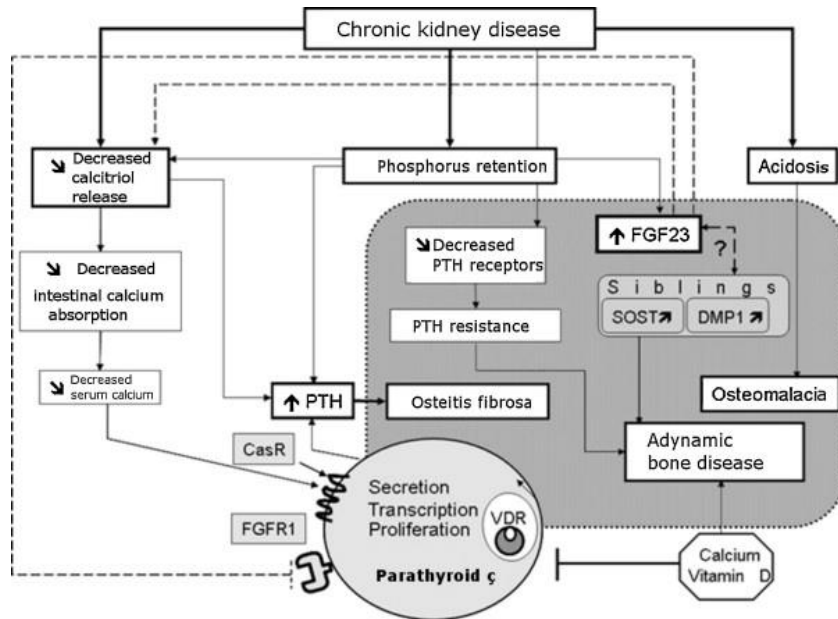 Chronic kidney disease
Decreased
calcitriol
release
Phosphorus retention
Acidosis
FGF23
?
Decreased
PTH receptors
Decreased
intestinal calcium
absorption
Siblings
SOST
DMP1
PTH resistance
Decreased
serum calcium
PTH
Osteitis fibrosa
Osteomalacia
Adynamic
bone disease
CasR
Secretion
Transcription
Proliferation
VDR
FGFR1
Parathyroid ç
Calcium
Vitamin D